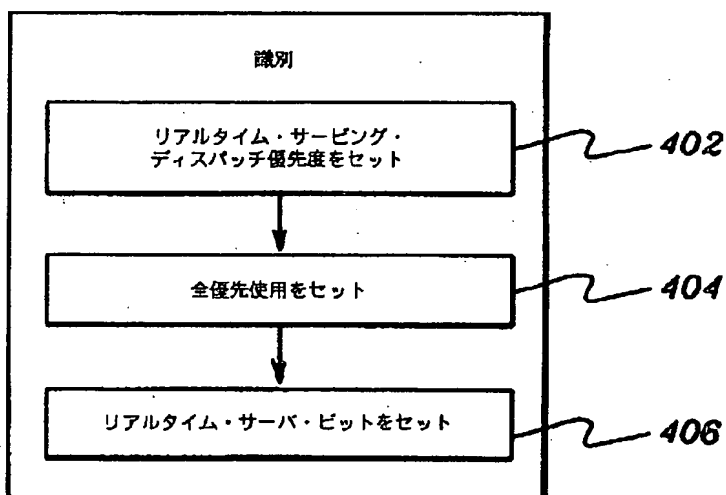 識別
リアルタイム・サービング・
ディスパッチ優先度をセット
402
全優先使用をセット
404
リアルタイム・サーバ・ビットをセット
406